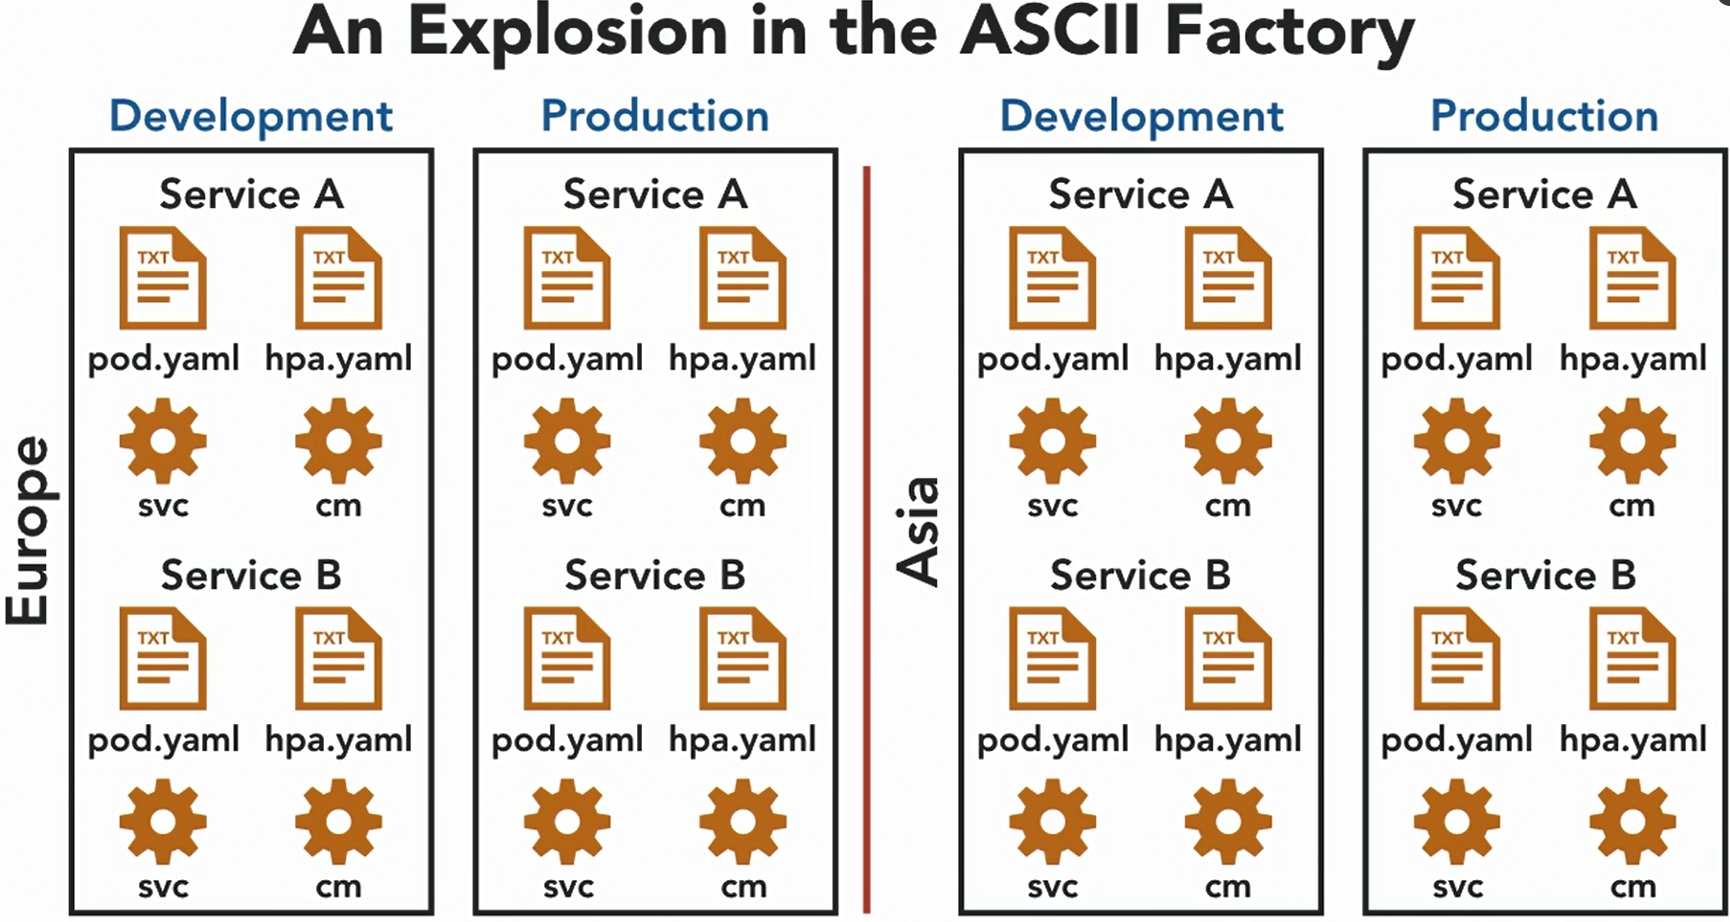 An Explosion in the ASCII Factory
Development
Production
Development
Production
Europe
Service A
TXT
TXT
pod.yaml
hpa.yaml
svc
cm
Service B
TXT
TXT
pod.yaml
hpa.yaml
svc
cm
Service A
TXT
TXT
pod.yaml
hpa.yaml
svc
cm
Service B
TXT
TXT
pod.yaml
hpa.yaml
svc
cm
Asia
Service A
TXT
TXT
pod.yaml
hpa.yaml
svc
cm
Service B
TXT
TXT
pod.yaml
hpa.yaml
svc
cm
Service A
TXT
TXT
pod.yaml
hpa.yaml
svc
cm
Service B
TXT
TXT
pod.yaml
hpa.yaml
svc
cm